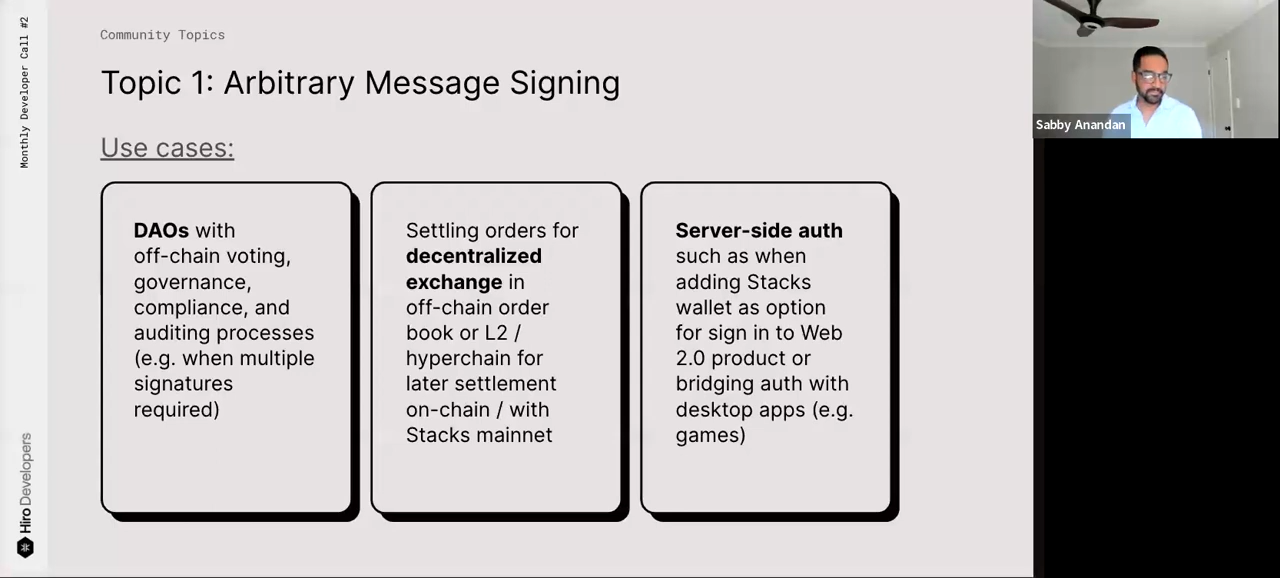 Monthly Developer Call #2
Community Topics
Topic 1: Arbitrary Message Signing
Use cases:
DAOs with
off-chain voting,
governance,
compliance, and
auditing processes
(e.g. when multiple
signatures
required)
Settling orders for
decentralized
exchange in
off-chain order
book or L2 /
hyperchain for
later settlement
on-chain / with
Stacks mainnet
Server-side auth
such as when
adding Stacks
wallet as option
for sign in to Web
2.0 product or
bridging auth with
desktop apps (e.g.
games)
Hiro Developers
Sabby Anandan